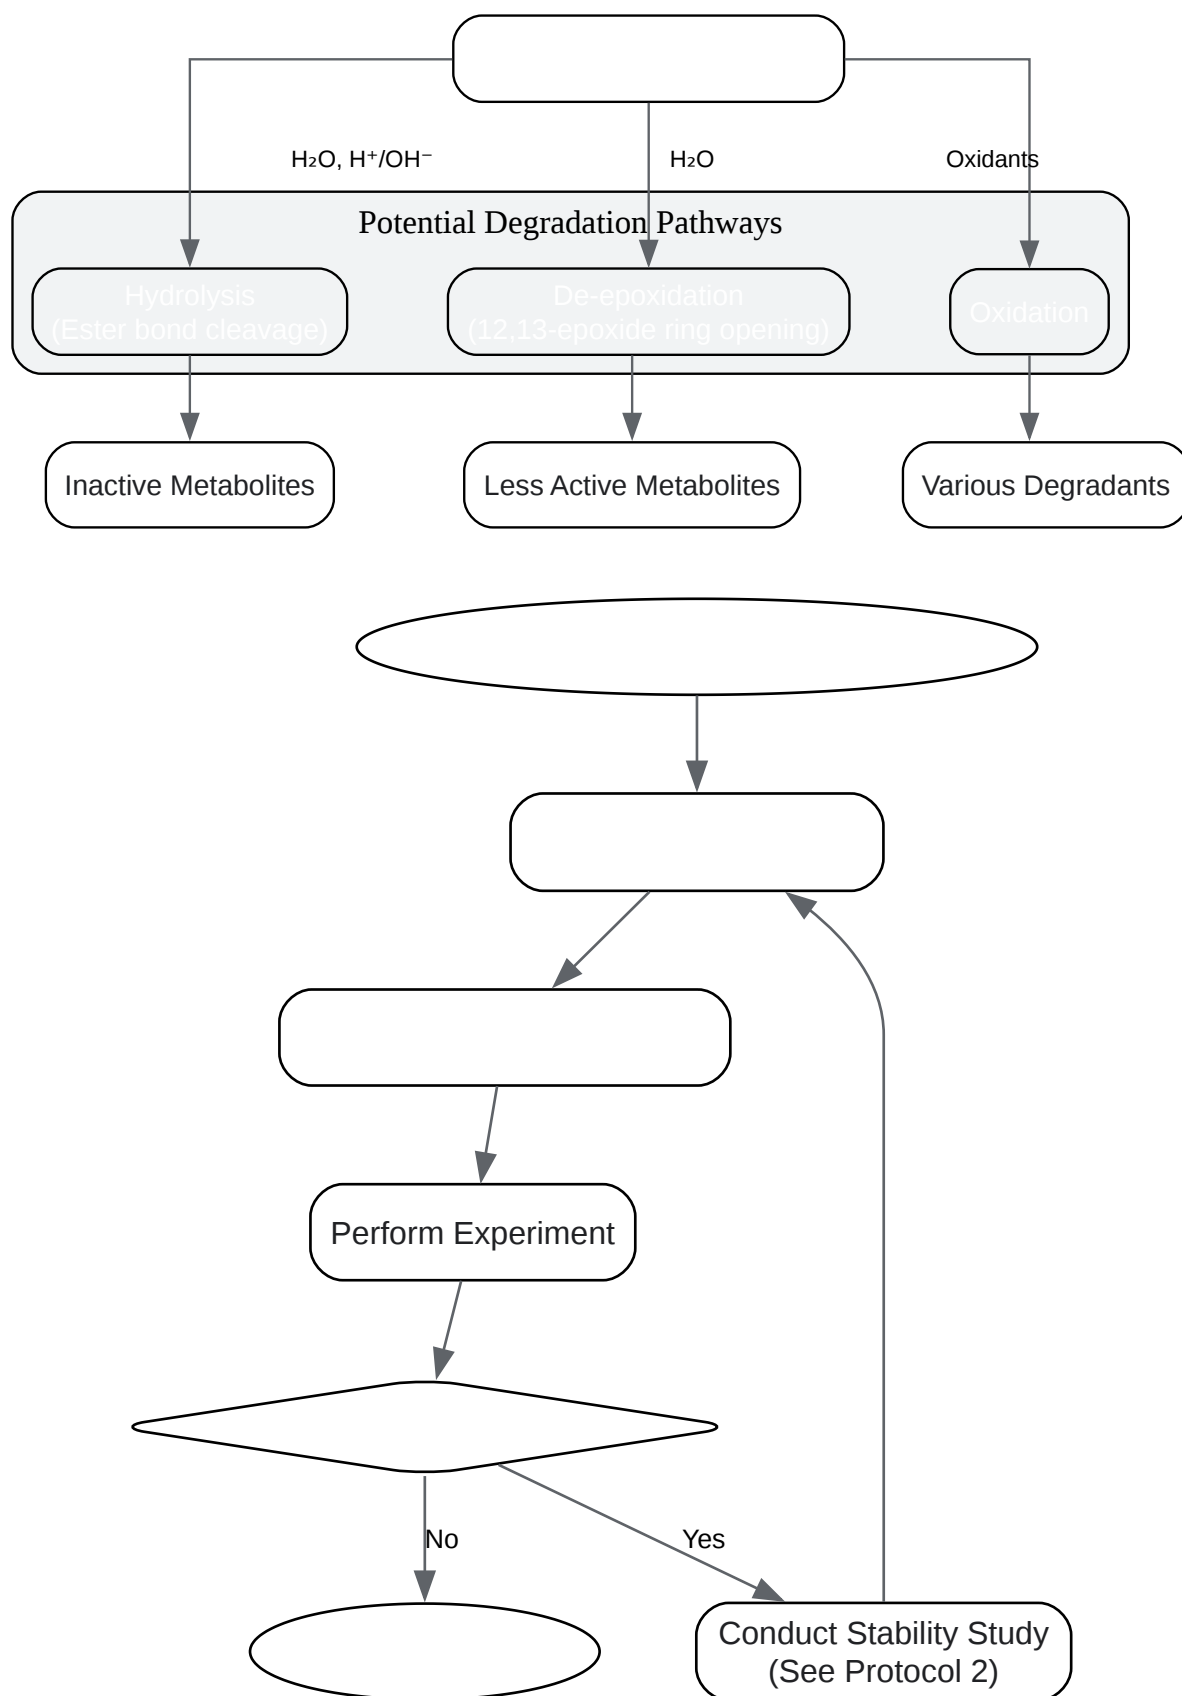 H₂O, H⁺/OH⁻
H₂O
Oxidants
Potential Degradation Pathways
Hydrolysis
(Ester bond cleavage)
De-epoxidation
(12,13-epoxide ring opening)
Oxidation
Inactive Metabolites
Less Active Metabolites
Various Degradants
Perform Experiment
No
Yes
Conduct Stability Study
(See Protocol 2)